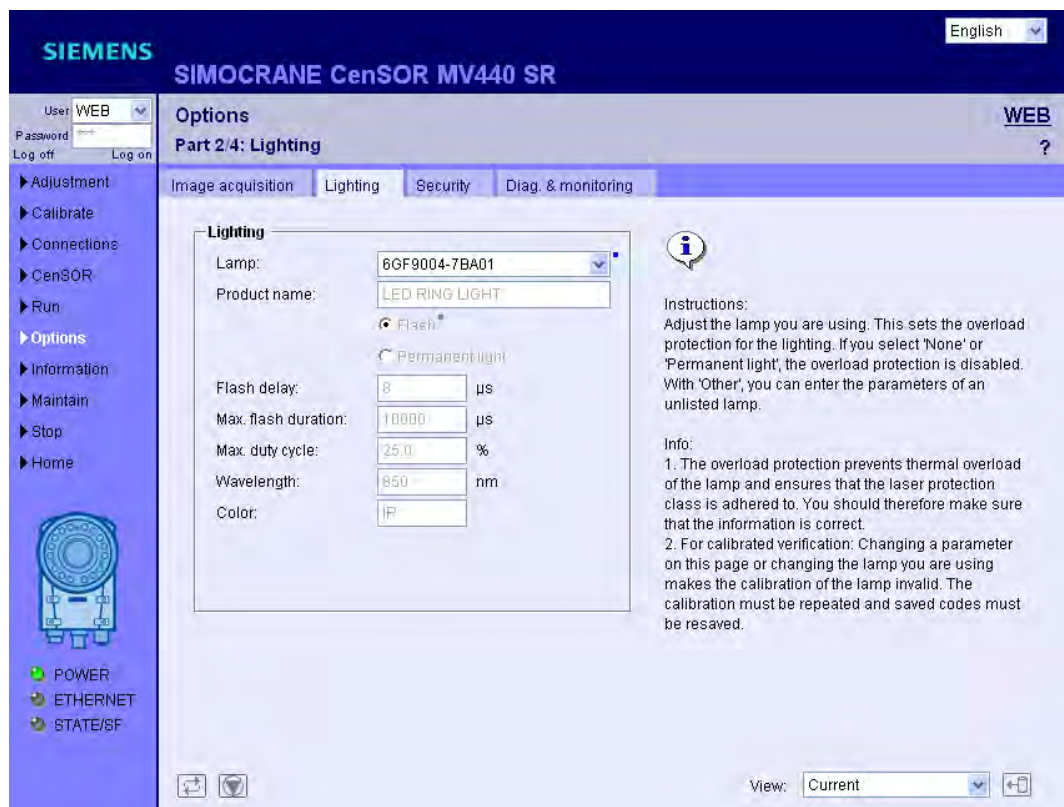 English
SIEMENS
SIMOCRANE CenSOR MV440 SR
User WEB
Password
Log off Log on
Options
WEB
Part 2/4: Lighting
?
Image acquisition Lighting Security Diag. & monitoring
Adjustment
Calibrate
Connections
CenSOR
Run
Options
Information
Maintain
Stop
Home
POWER
ETHERNET
STATE/SF
Lighting
Lamp: 6GF9004-7BA01
Product name: LED RING LIGHT
Flash
Permanent light
Flash delay: 8 µs
Max. flash duration: 10000 µs
Max. duty cycle: 25.0 %
Wavelength: 850 nm
Color: IR
i
Instructions:
Adjust the lamp you are using. This sets the overload
protection for the lighting. If you select 'None' or
'Permanent light', the overload protection is disabled.
With 'Other', you can enter the parameters of an
unlisted lamp.
Info:
1. The overload protection prevents thermal overload
of the lamp and ensures that the laser protection
class is adhered to. You should therefore make sure
that the information is correct.
2. For calibrated verification: Changing a parameter
on this page or changing the lamp you are using
makes the calibration of the lamp invalid. The
calibration must be repeated and saved codes must
be resaved.
View: Current